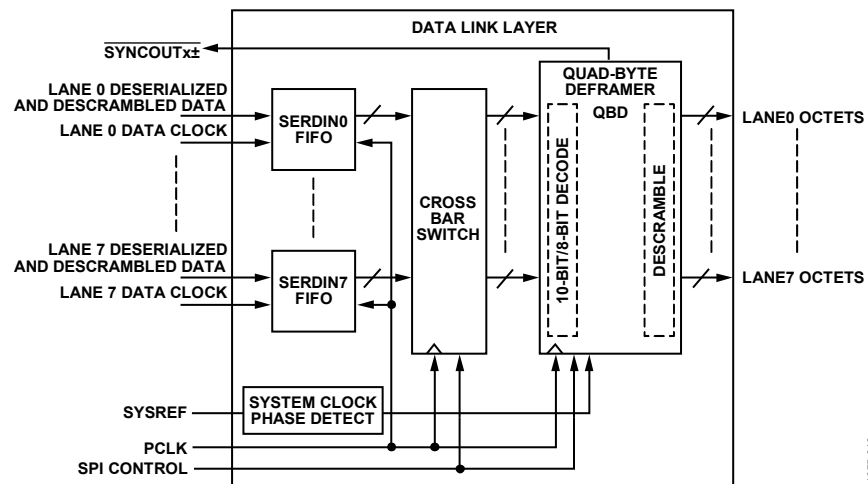 DATA LINK LAYER
SYNCOUTx±
QUAD-BYTE
DEFRAMER
QBD
LANE 0 DESERIALIZED
AND DESCRAMBLED DATA
LANE 0 DATA CLOCK
SERDIN0
FIFO
LANE0 OCTETS
CROSS
BAR
SWITCH
10-BIT/8-BIT DECODE
DESCRAMBLE
LANE 7 DESERIALIZED
AND DESCRAMBLED DATA
LANE 7 DATA CLOCK
SERDIN7
FIFO
LANE7 OCTETS
SYSTEM CLOCK
PHASE DETECT
SYSREF
PCLK
SPI CONTROL